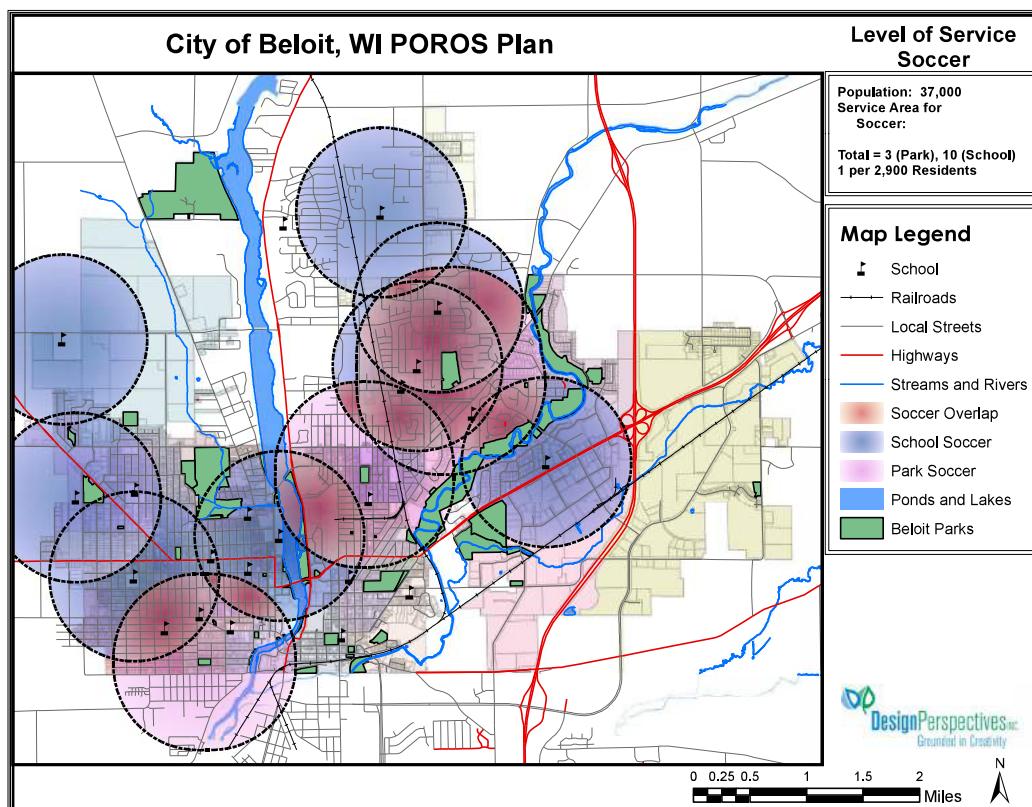 City of Beloit, WI POROS Plan
Level of Service
Soccer
Population: 37,000
Service Area for
Soccer:
Total = 3 (Park), 10 (School)
1 per 2,900 Residents
Map Legend
School
Railroads
Local Streets
Highways
Streams and Rivers
Soccer Overlap
School Soccer
Park Soccer
Ponds and Lakes
Beloit Parks
DesignPerspectives INC.
Grounded in Creativity
N
0 0.25 0.5 1 1.5 2
Miles